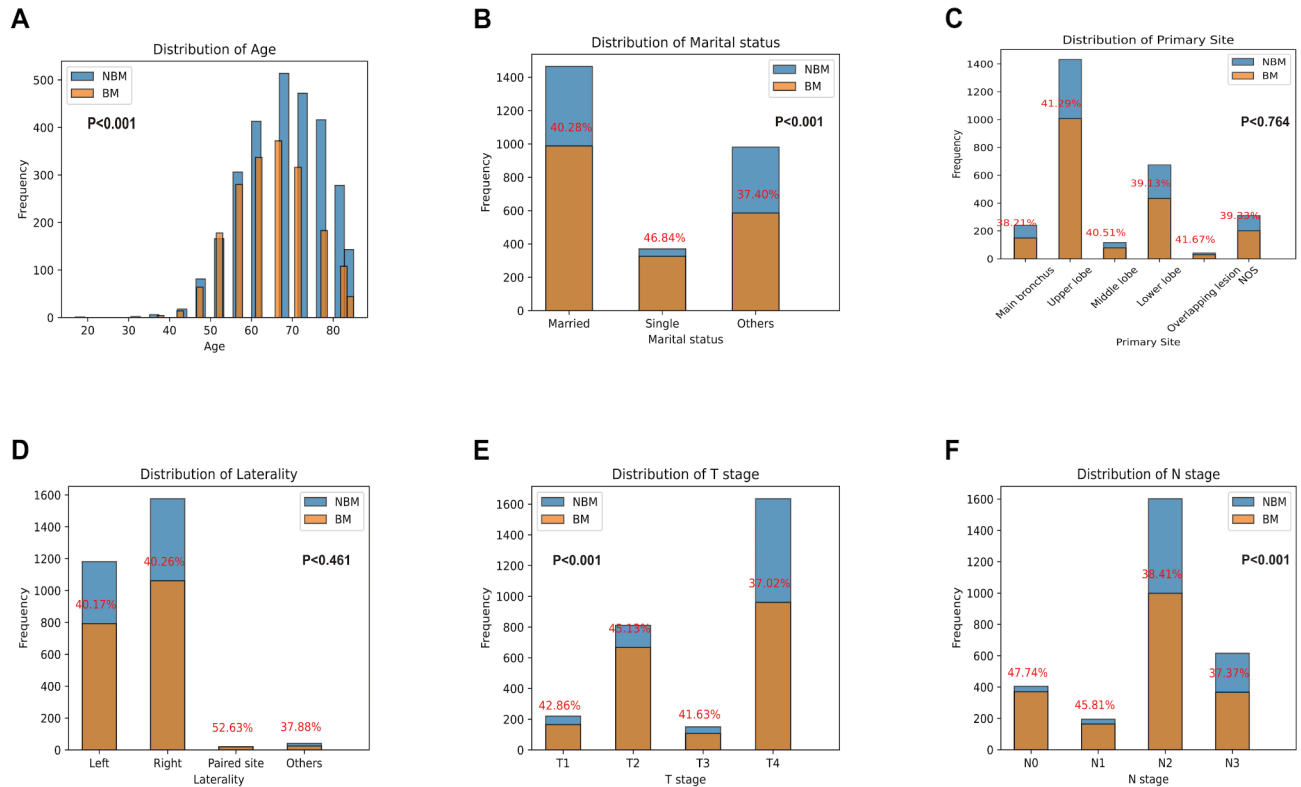 A
Distribution of Age
NBM
BM
P<0.001
Frequency
500
400
300
200
100
0
20 30 40 50 60 70 80
Age
B
Distribution of Marital status
NBM
BM
P<0.001
Frequency
1400
1200
1000
800
600
400
200
0
40.28%
46.84%
37.40%
Married Single Others
Marital status
C
Distribution of Primary Site
NBM
BM
P<0.764
Frequency
1400
1200
1000
800
600
400
200
0
38.21%
41.29%
40.51%
39.13%
41.67%
39.23%
Main bronchus
Upper lobe
Middle lobe
Lower lobe
Overlapping lesion
NOS
Primary Site
D
Distribution of Laterality
NBM
BM
P<0.461
Frequency
1600
1400
1200
1000
800
600
400
200
0
40.17%
40.26%
52.63%
37.88%
Left Right Paired site Others
Laterality
E
Distribution of T stage
NBM
BM
P<0.001
Frequency
1600
1400
1200
1000
800
600
400
200
0
42.86%
45.13%
41.63%
37.02%
T1 T2 T3 T4
T stage
F
Distribution of N stage
NBM
BM
P<0.001
Frequency
1600
1400
1200
1000
800
600
400
200
0
47.74%
45.81%
38.41%
37.37%
N0 N1 N2 N3
N stage